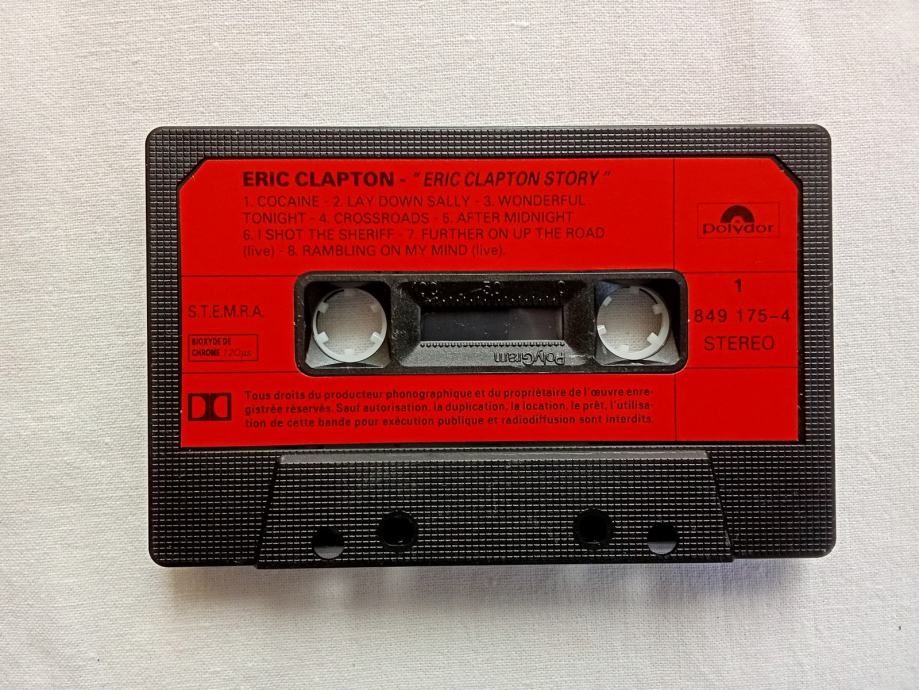 ERIC CLAPTON - "ERIC CLAPTON STORY"
1. COCAINE - 2. LAY DOWN SALLY - 3. WONDERFUL
TONIGHT - 4. CROSSROADS - 5. AFTER MIDNIGHT
6. I SHOT THE SHERIFF - 7. FURTHER ON UP THE ROAD
(live) - 8. RAMBLING ON MY MIND (live).
polydor
S.T.E.M.R.A.
BIOXYDE DE
CHROME 120µs
100 50 0
PolyGram
1
849 175-4
STEREO
Tous droits du producteur phonographique et du propriétaire de l'œuvre enre-
gistrée réservés. Sauf autorisation, la duplication, la location, le prêt, l'utilisa-
tion de cette bande pour exécution publique et radiodiffusion sont interdits.